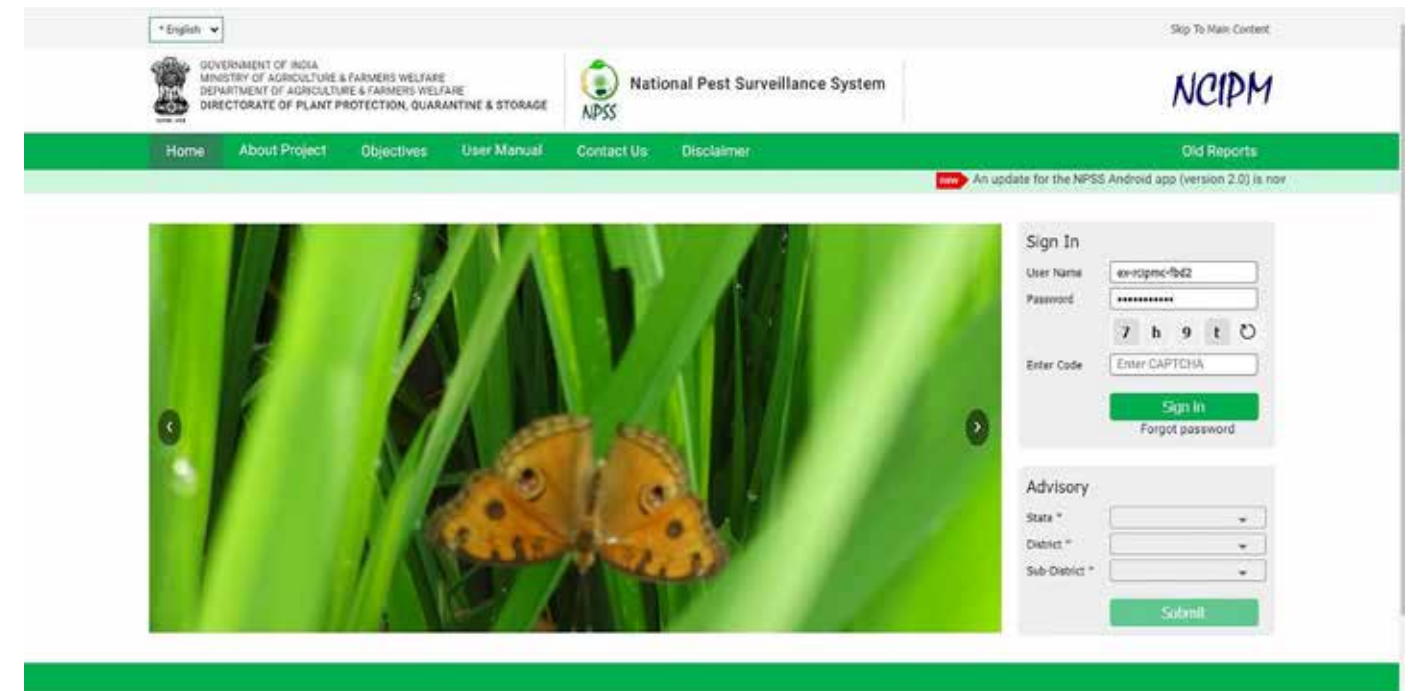 * English
Skip To Main Content
GOVERNMENT OF INDIA
MINISTRY OF AGRICULTURE & FARMERS WELFARE
DEPARTMENT OF AGRICULTURE & FARMERS WELFARE
DIRECTORATE OF PLANT PROTECTION, QUARANTINE & STORAGE
NPSS
National Pest Surveillance System
NCIPM
Home About Project Objectives User Manual Contact Us Disclaimer Old Reports
new An update for the NPSS Android app (version 2.0) is nov
Sign In
User Name ex-rcipmc-fbd2
Password
7 h 9 t
Enter Code Enter CAPTCHA
Sign In
Forgot password
Advisory
State *
District *
Sub-District *
Submit